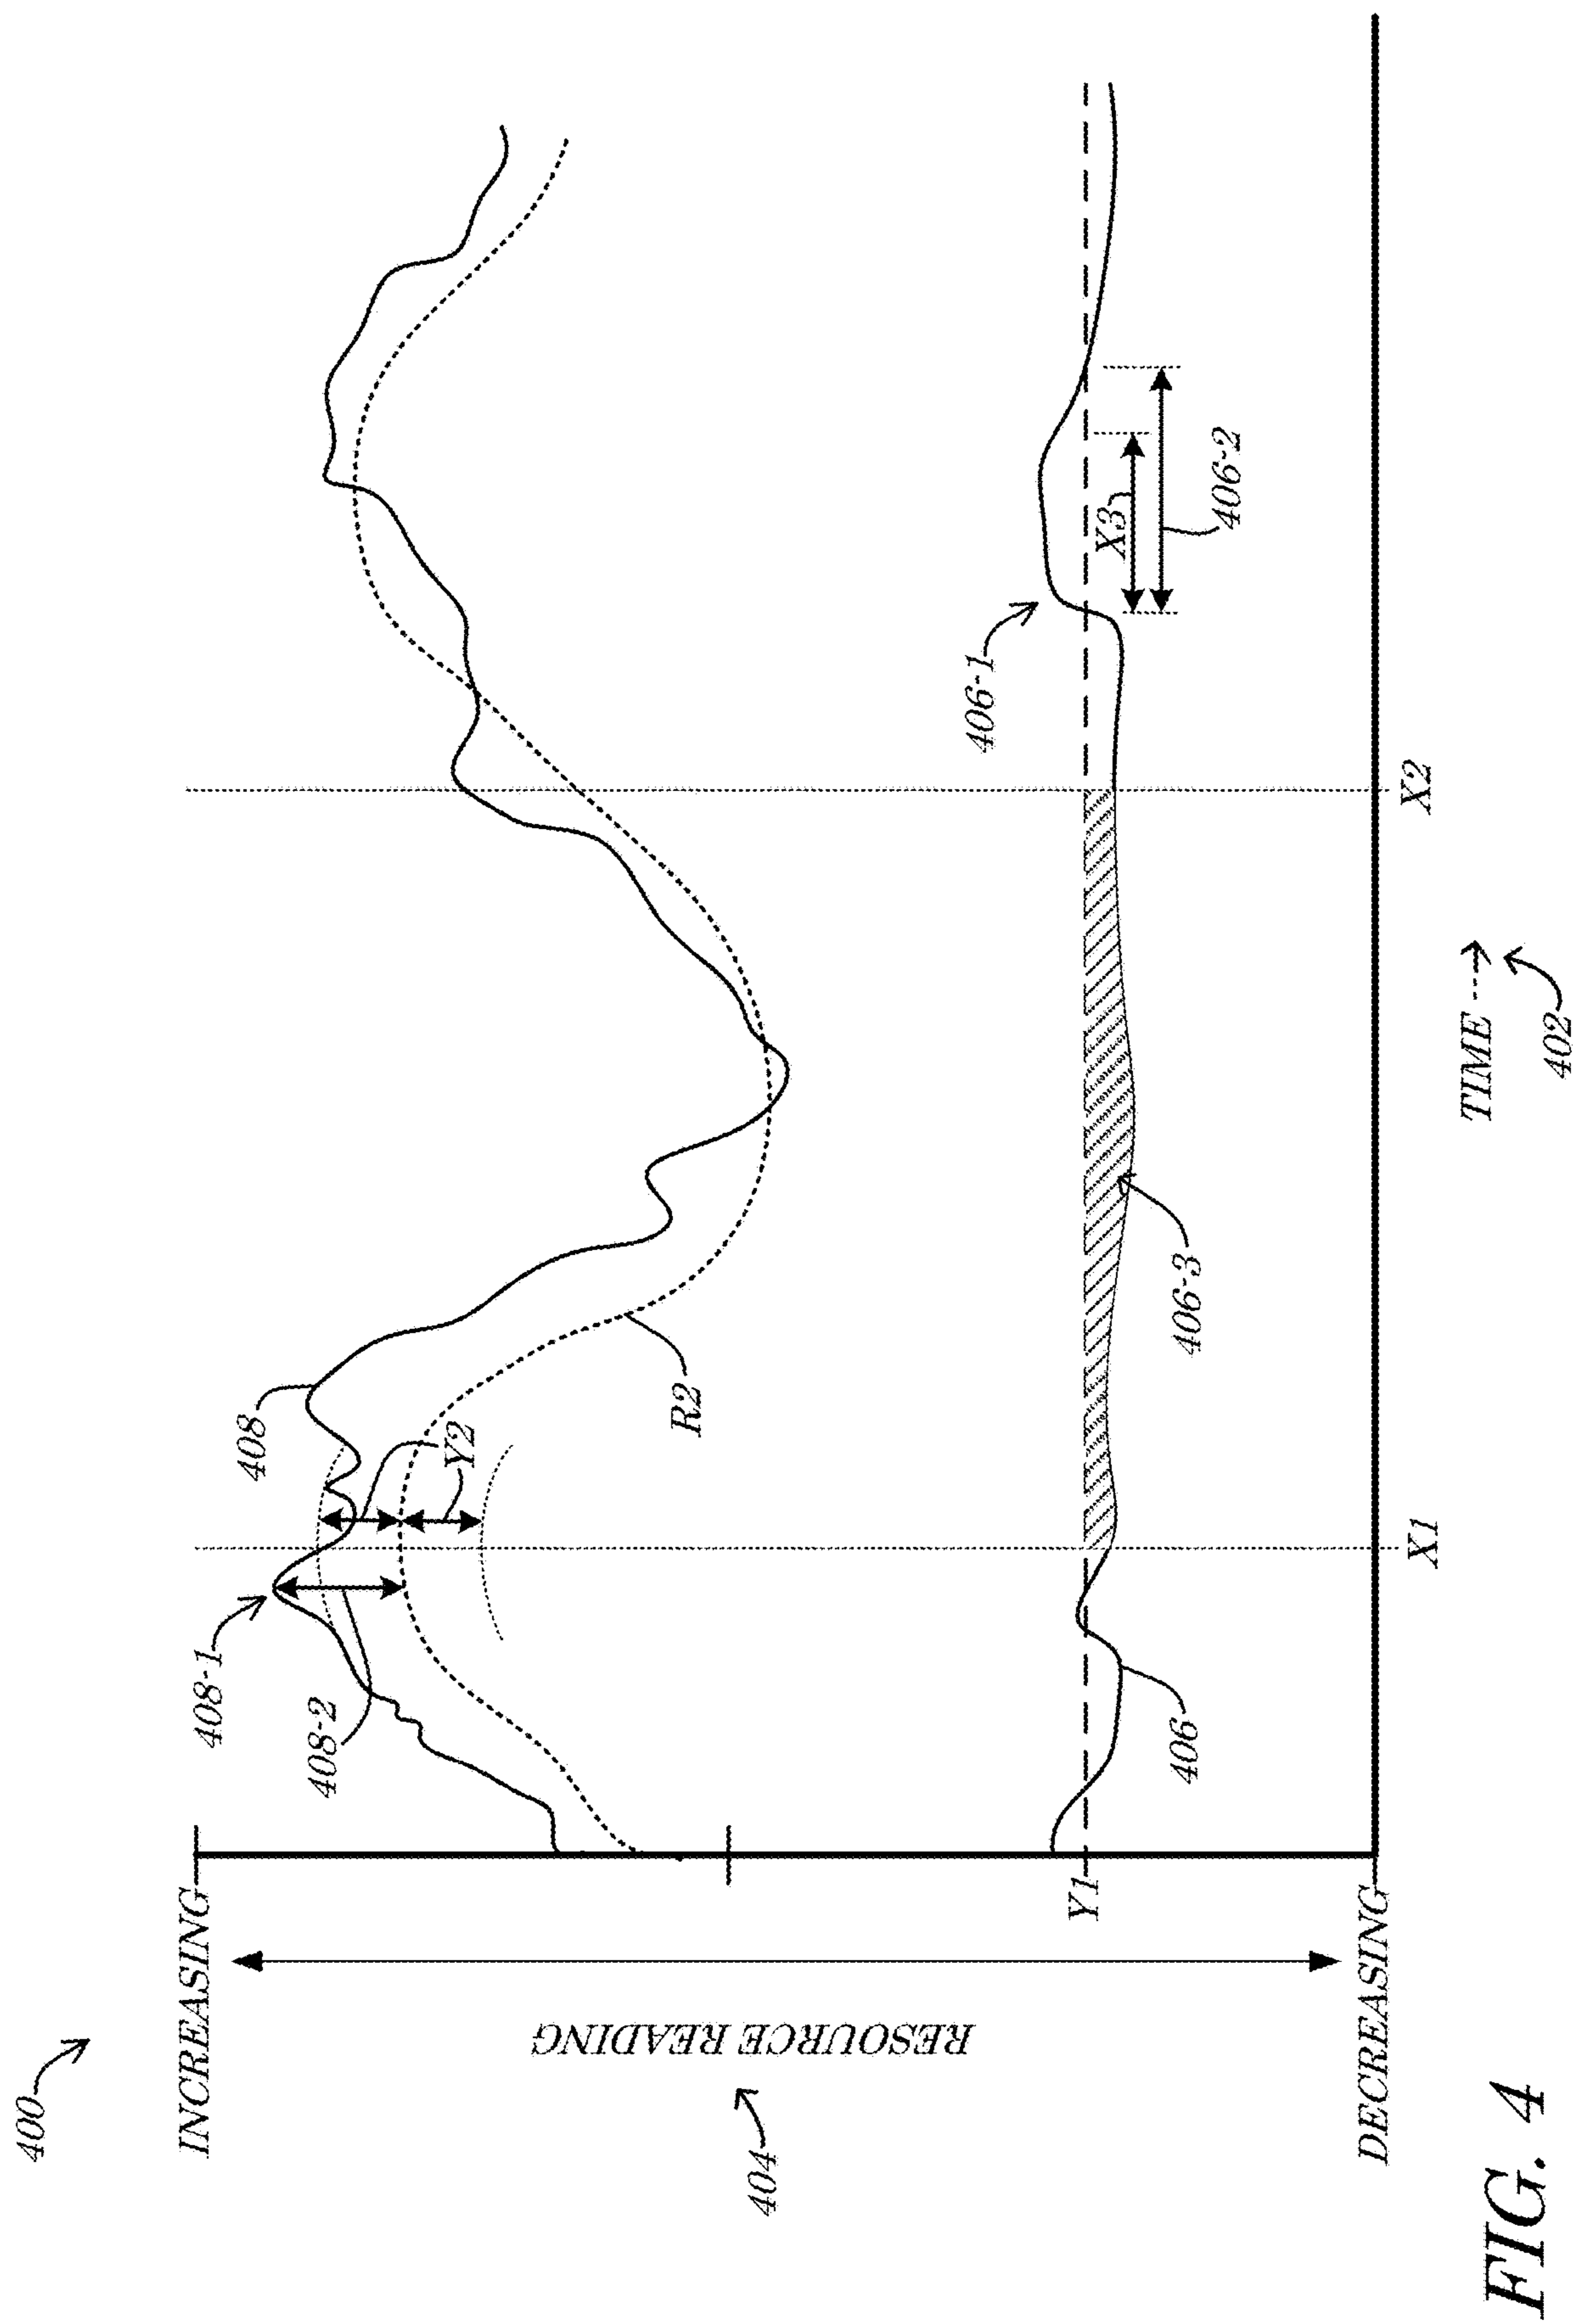 400
INCREASING
RESOURCE READING
404
DECREASING
Y1
408-1
408-2
408
Y2
R2
406
406-3
406-1
X3
406-2
X1
X2
TIME
402
FIG. 4